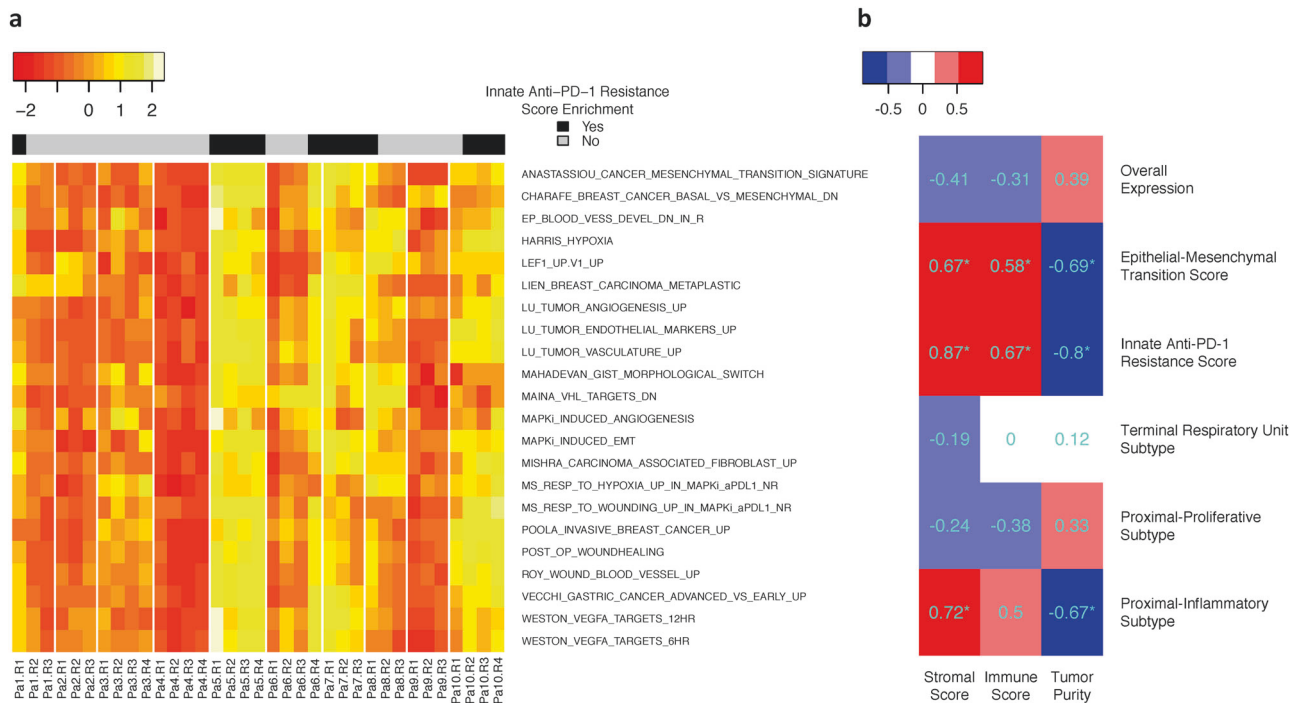 a
−2 0 1 2
Innate Anti−PD−1 Resistance
Score Enrichment
Yes
No
ANASTASSIOU_CANCER_MESENCHYMAL_TRANSITION_SIGNATURE
CHARAFE_BREAST_CANCER_BASAL_VS_MESENCHYMAL_DN
EP_BLOOD_VESS_DEVEL_DN_IN_R
HARRIS_HYPOXIA
LEF1_UP.V1_UP
LIEN_BREAST_CARCINOMA_METAPLASTIC
LU_TUMOR_ANGIOGENESIS_UP
LU_TUMOR_ENDOTHELIAL_MARKERS_UP
LU_TUMOR_VASCULATURE_UP
MAHADEVAN_GIST_MORPHOLOGICAL_SWITCH
MAINA_VHL_TARGETS_DN
MAPKi_INDUCED_ANGIOGENESIS
MAPKi_INDUCED_EMT
MISHRA_CARCINOMA_ASSOCIATED_FIBROBLAST_UP
MS_RESP_TO_HYPOXIA_UP_IN_MAPKi_aPDL1_NR
MS_RESP_TO_WOUNDING_UP_IN_MAPKi_aPDL1_NR
POOLA_INVASIVE_BREAST_CANCER_UP
POST_OP_WOUNDHEALING
ROY_WOUND_BLOOD_VESSEL_UP
VECCHI_GASTRIC_CANCER_ADVANCED_VS_EARLY_UP
WESTON_VEGFA_TARGETS_12HR
WESTON_VEGFA_TARGETS_6HR
Pa1.R1
Pa1.R2
Pa1.R3
Pa2.R1
Pa2.R2
Pa2.R3
Pa3.R1
Pa3.R2
Pa3.R3
Pa3.R4
Pa4.R1
Pa4.R2
Pa4.R3
Pa4.R4
Pa5.R1
Pa5.R2
Pa5.R3
Pa5.R4
Pa6.R1
Pa6.R2
Pa6.R3
Pa6.R4
Pa7.R1
Pa7.R2
Pa7.R3
Pa8.R1
Pa8.R2
Pa8.R3
Pa9.R1
Pa9.R2
Pa9.R3
Pa10.R1
Pa10.R2
Pa10.R3
Pa10.R4
b
-0.5 0 0.5
-0.41 -0.31 0.39
Overall
Expression
0.67* 0.58* -0.69*
Epithelial-Mesenchymal
Transition Score
0.87* 0.67* -0.8*
Innate Anti-PD-1
Resistance Score
-0.19 0 0.12
Terminal Respiratory Unit
Subtype
-0.24 -0.38 0.33
Proximal-Proliferative
Subtype
0.72* 0.5 -0.67*
Proximal-Inflammatory
Subtype
Stromal
Score
Immune
Score
Tumor
Purity